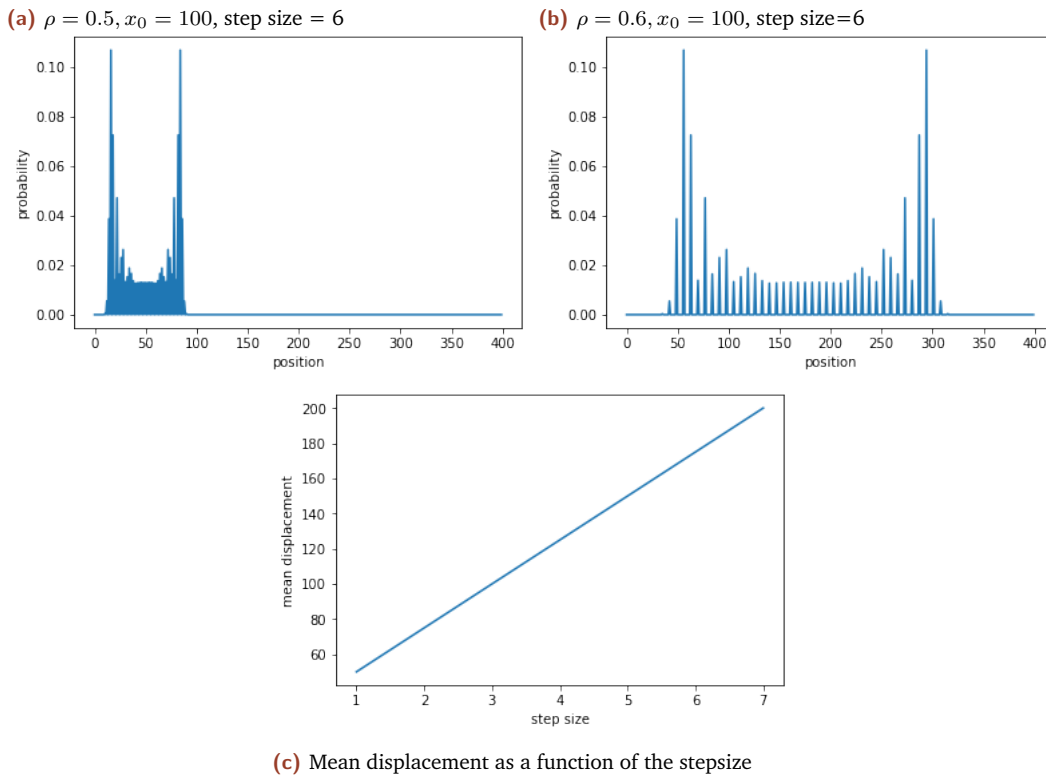 (a) ρ = 0.5, x₀ = 100, step size = 6
(b) ρ = 0.6, x₀ = 100, step size=6
0.10
0.08
0.06
0.04
0.02
0.00
probability
0 50 100 150 200 250 300 350 400
position
0.10
0.08
0.06
0.04
0.02
0.00
probability
0 50 100 150 200 250 300 350 400
position
200
180
160
140
120
100
80
60
mean displacement
1 2 3 4 5 6 7
step size
(c) Mean displacement as a function of the stepsize